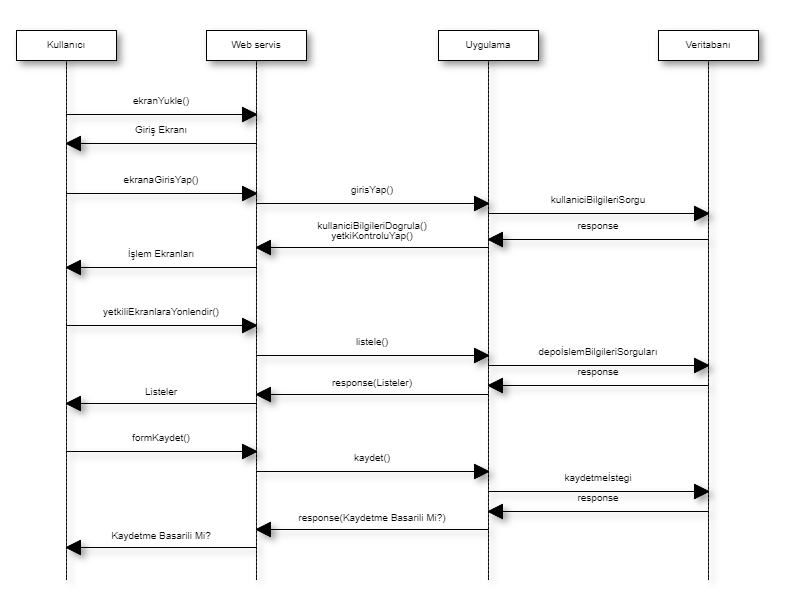 Kullanıcı
Web servis
Uygulama
Veritabanı
ekranYukle()
Giriş Ekranı
ekranaGirisYap()
girisYap()
kullaniciBilgileriSorgu
kullaniciBilgileriDogrula()
yetkiKontroluYap()
response
İşlem Ekranları
yetkiliEkranlaraYonlendir()
listele()
depoİslemBilgileriSorguları
response
response(Listeler)
Listeler
formKaydet()
kaydet()
kaydetmeİstegi
response
response(Kaydetme Basarili Mi?)
Kaydetme Basarili Mi?